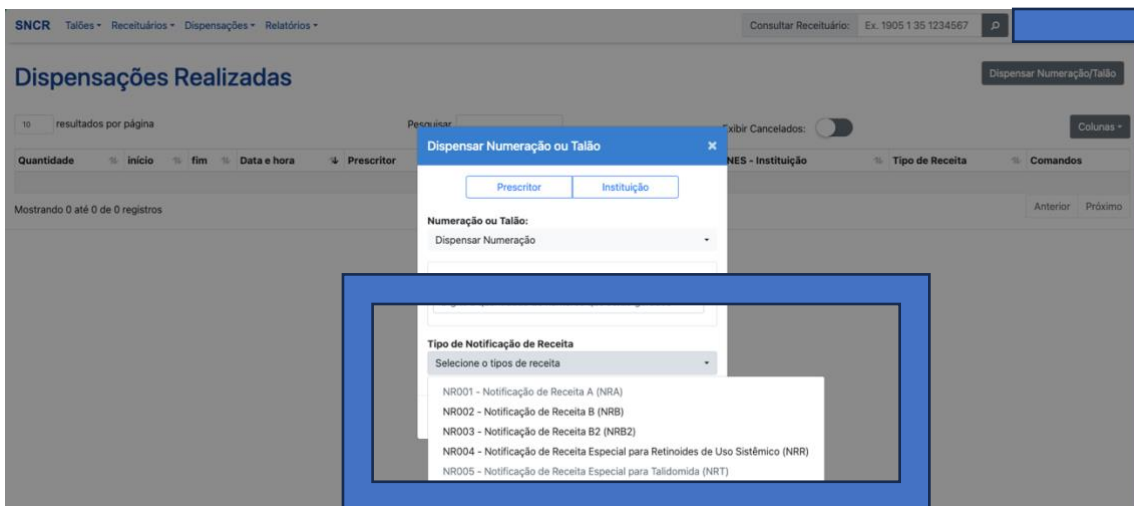 SNCR Talões Receituários Dispensações Relatórios Consultar Receituário: Ex. 1905 1 35 1234567
Dispensações Realizadas Dispensar Numeração/Talão
10 resultados por página Pesquisar Exibir Cancelados: Colunas
Dispensar Numeração ou Talão ×
Quantidade início fim Data e hora Prescritor NES - Instituição Tipo de Receita Comandos
Prescritor Instituição
Mostrando 0 até 0 de 0 registros Anterior Próximo
Numeração ou Talão:
Dispensar Numeração
Tipo de Notificação de Receita
Selecione o tipos de receita
NR001 - Notificação de Receita A (NRA)
NR002 - Notificação de Receita B (NRB)
NR003 - Notificação de Receita B2 (NRB2)
NR004 - Notificação de Receita Especial para Retinoides de Uso Sistêmico (NRR)
NR005 - Notificação de Receita Especial para Talidomida (NRT)